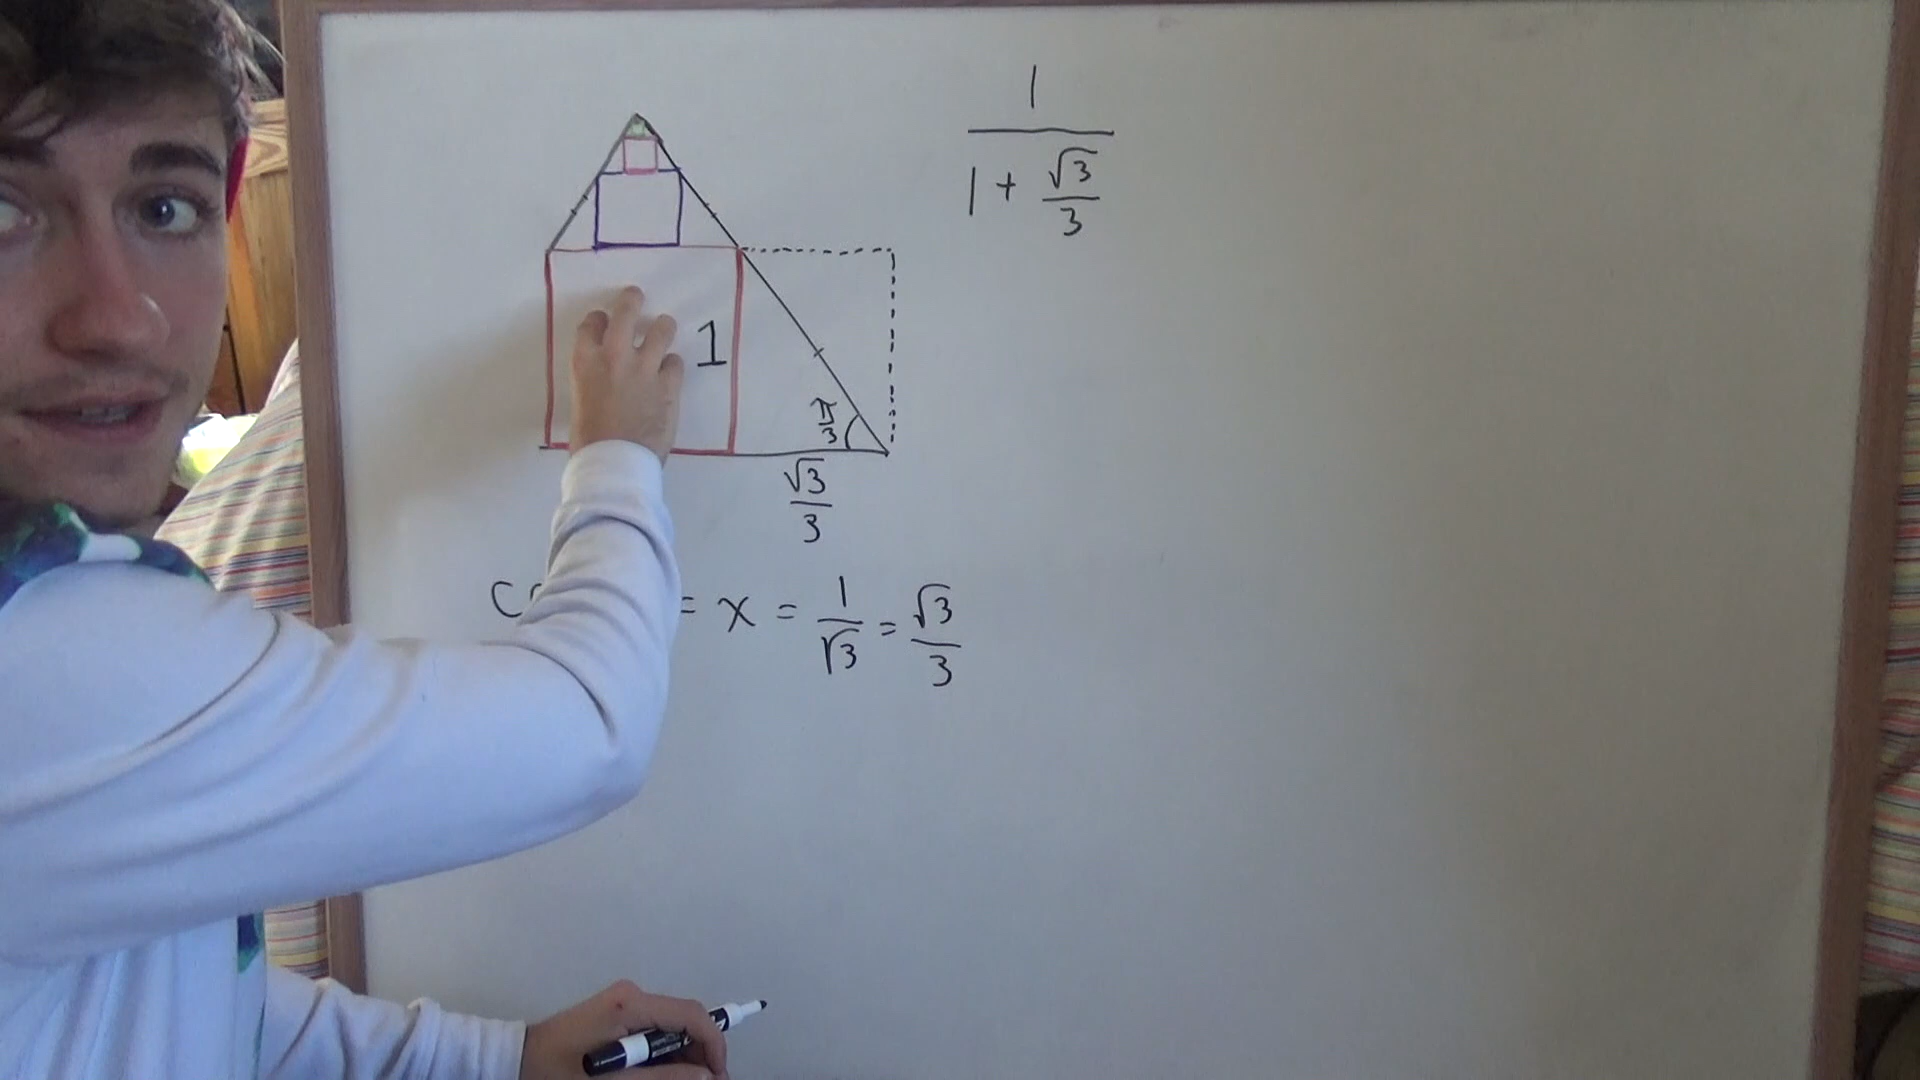 1/(1 + √3/3)
1
π/3
√3/3
= x = 1/√3 = √3/3